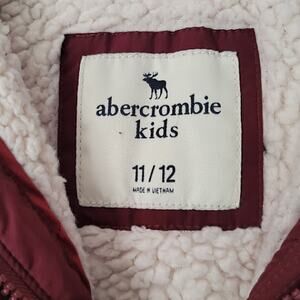 abercrombie
kids
11/12
MADE IN VIETNAM